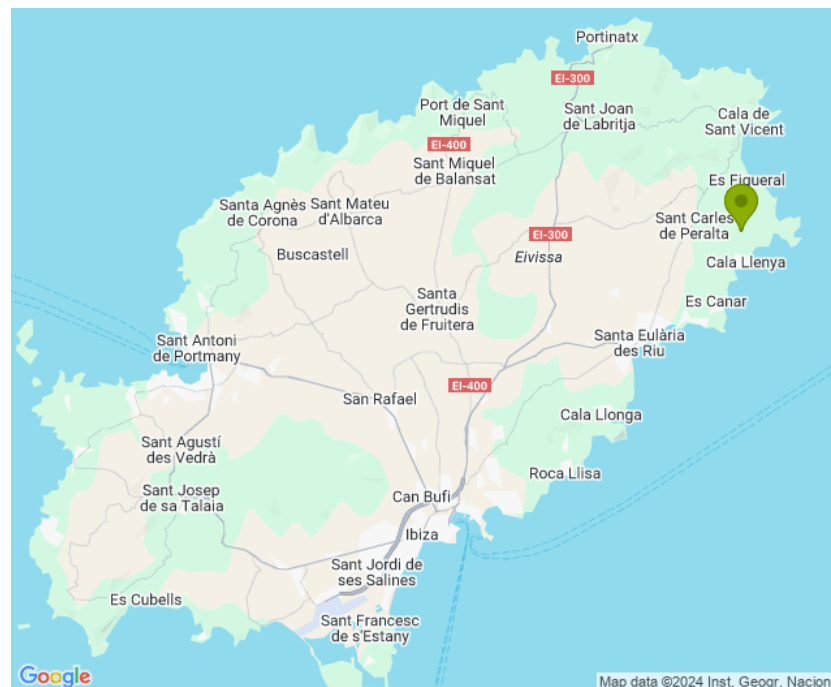 Portinatx
EI-300
Port de Sant
Miquel
Sant Joan
de Labritja
Cala de
Sant Vicent
EI-400
Sant Miquel
de Balansat
Es Figueral
Santa Agnès
de Corona
Sant Mateu
d'Albarca
Sant Carles
de Peralta
EI-300
Buscastell
Eivissa
Cala Llenya
Santa
Gertrudis
de Fruitera
Es Canar
Sant Antoni
de Portmany
Santa Eulària
des Riu
EI-400
San Rafael
Cala Llonga
Sant Agustí
des Vedrà
Roca Llisa
Sant Josep
de sa Talaia
Can Bufi
Ibiza
Sant Jordi de
ses Salines
Es Cubells
Sant Francesc
de s'Estany
Google
Map data ©2024 Inst. Geogr. Nacion